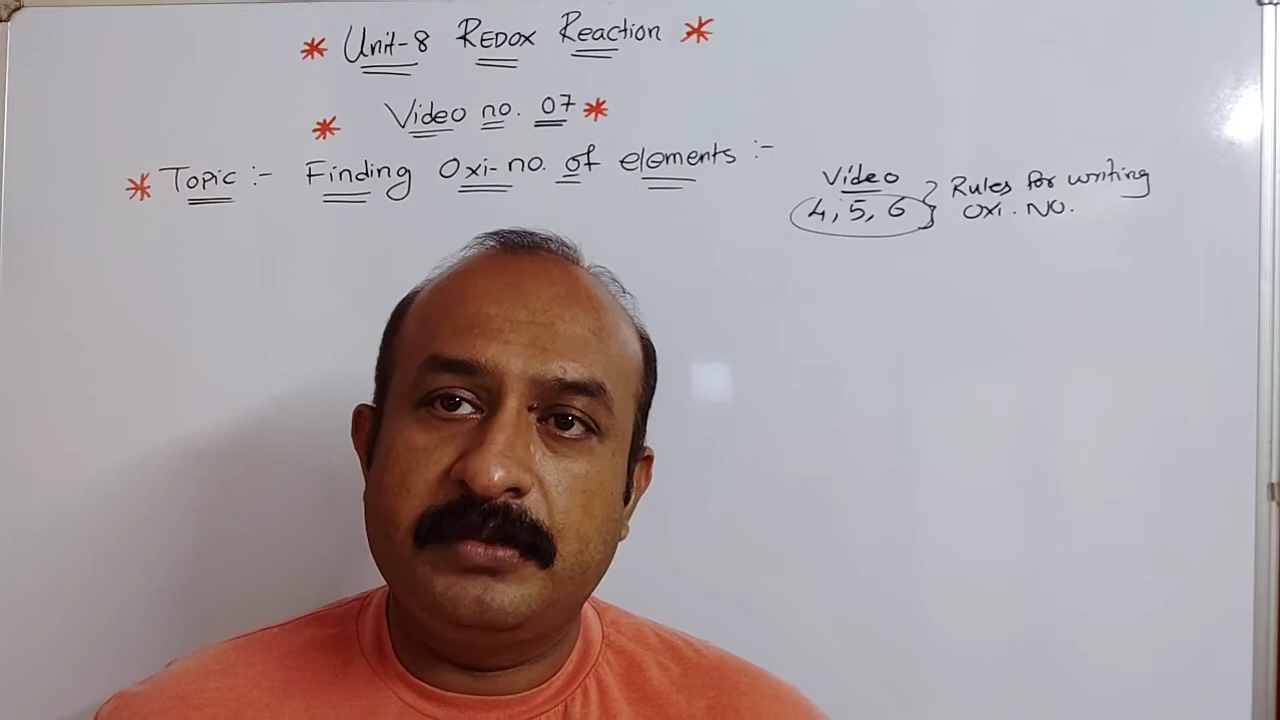 * Unit-8 REDOX Reaction *
* Video no. 07 *
* Topic :- Finding Oxi-no. of elements :-
Video
4, 5, 6 } Rules for writing
Oxi. No.